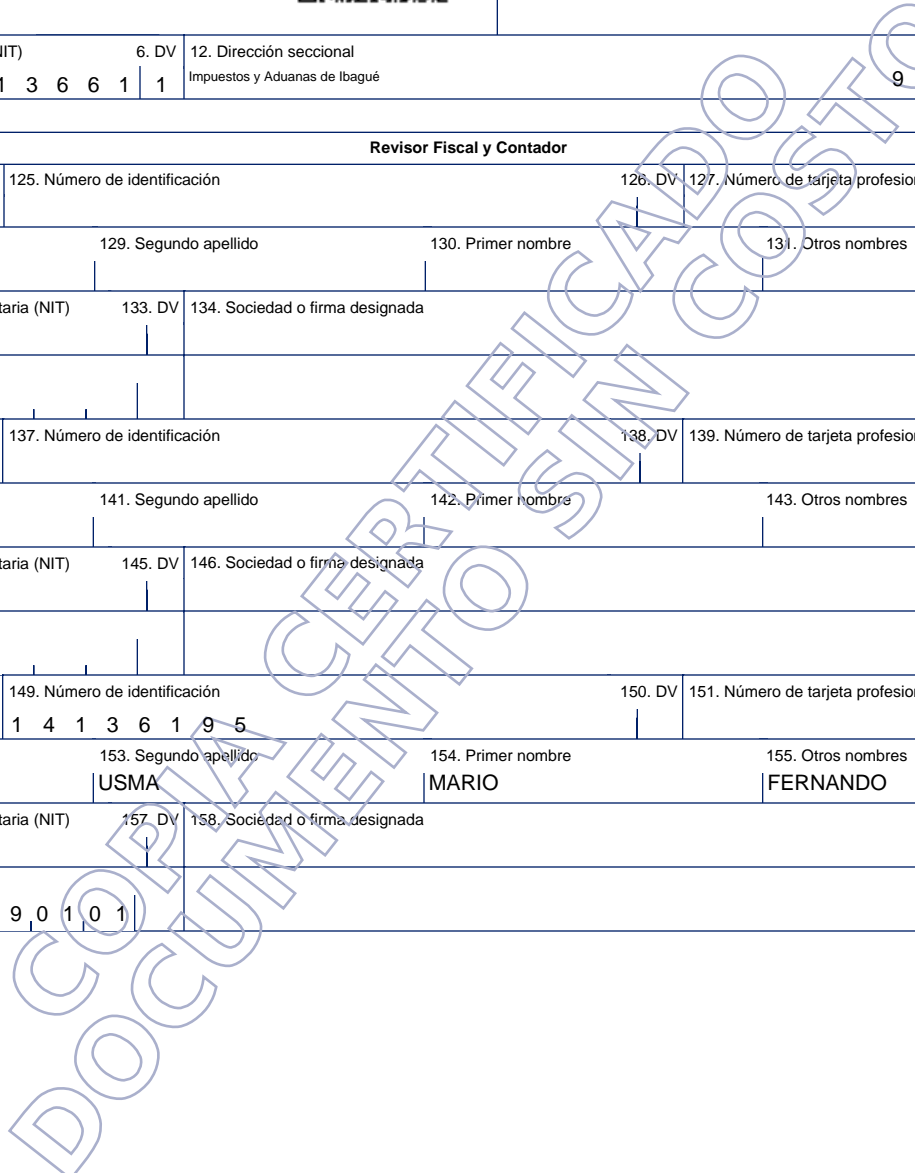 NIT) 6. DV 12. Dirección seccional
1 3 6 6 1 1 Impuestos y Aduanas de Ibagué 9
Revisor Fiscal y Contador
125. Número de identificación 126. DV 127. Número de tarjeta profesion
129. Segundo apellido 130. Primer nombre 131. Otros nombres
taria (NIT) 133. DV 134. Sociedad o firma designada
137. Número de identificación 138. DV 139. Número de tarjeta profesion
141. Segundo apellido 142. Primer nombre 143. Otros nombres
taria (NIT) 145. DV 146. Sociedad o firma designada
149. Número de identificación 150. DV 151. Número de tarjeta profesion
1 4 1 3 6 1 9 5
153. Segundo apellido 154. Primer nombre 155. Otros nombres
USMA MARIO FERNANDO
taria (NIT) 157. DV 158. Sociedad o firma designada
9 0 1 0 1
COPIA CERTIFICADO
DOCUMENTO SIN COSTO